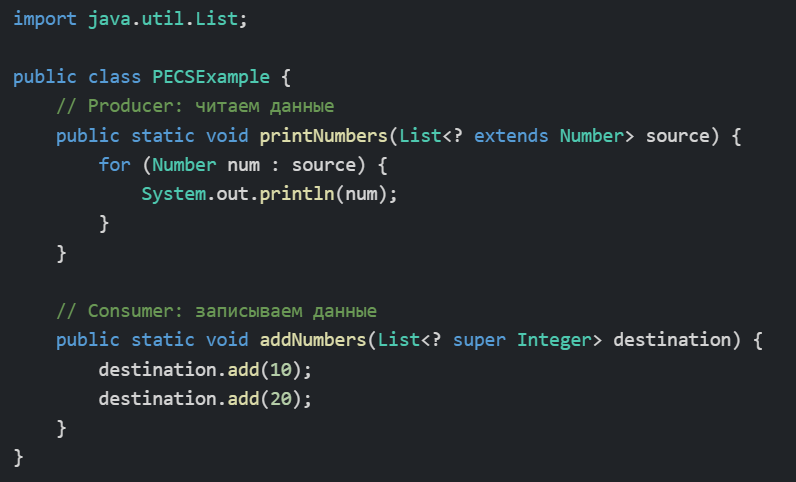 import java.util.List;

public class PECSExample {
    // Producer: читаем данные
    public static void printNumbers(List<? extends Number> source) {
        for (Number num : source) {
            System.out.println(num);
        }
    }

    // Consumer: записываем данные
    public static void addNumbers(List<? super Integer> destination) {
        destination.add(10);
        destination.add(20);
    }
}